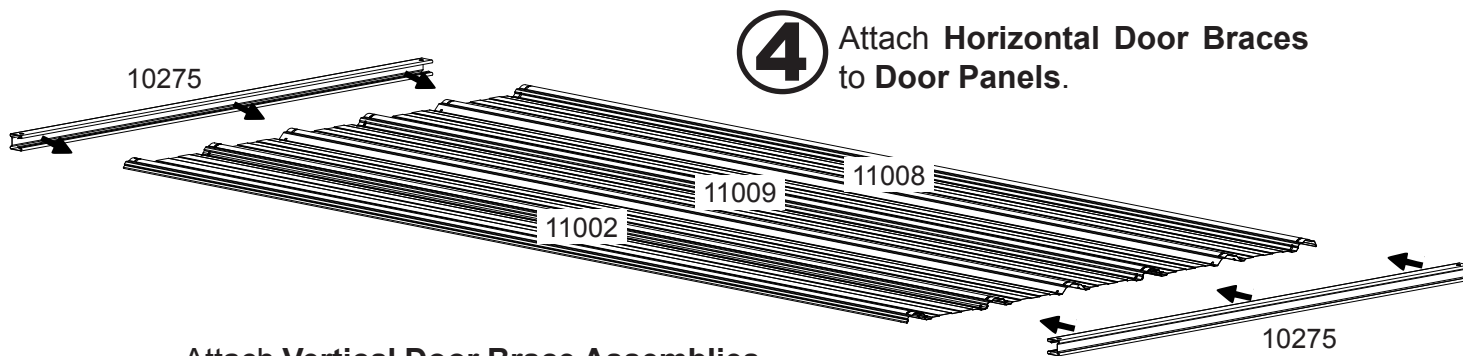 4 Attach Horizontal Door Braces
to Door Panels.
10275
11008
11009
11002
10275
Attach Vertical Door Brace Assemblies